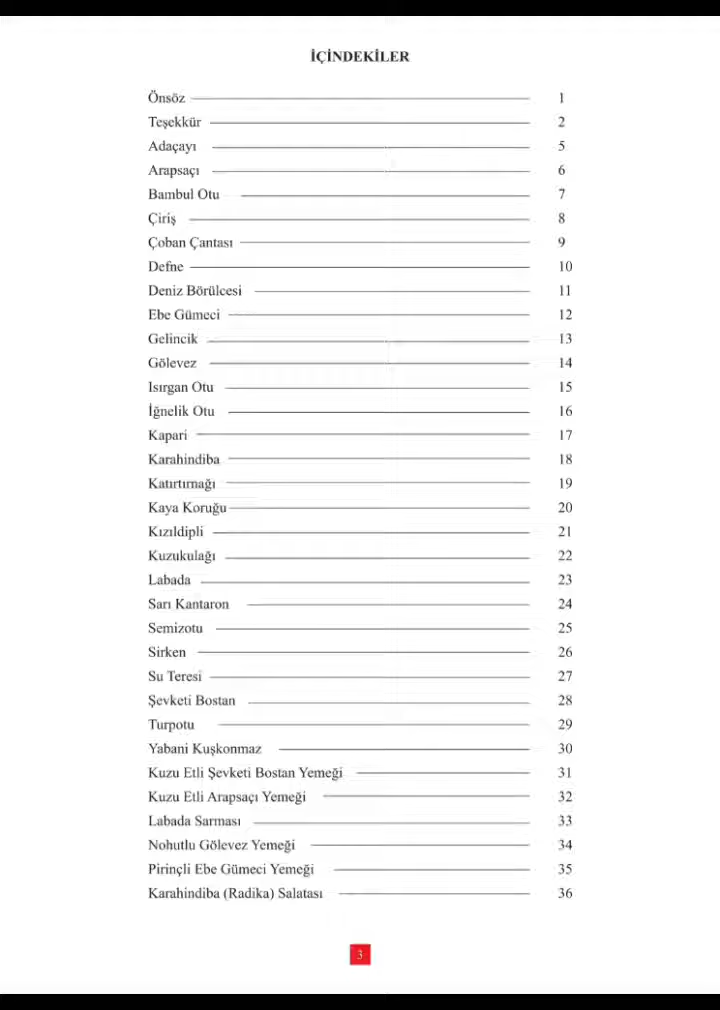 İÇİNDEKİLER
Önsöz 1
Teşekkür 2
Adaçayı 5
Arapsaçı 6
Bambul Otu 7
Çiriş 8
Çoban Çantası 9
Defne 10
Deniz Börülcesi 11
Ebe Gümeci 12
Gelincik 13
Gölevez 14
Isırgan Otu 15
İğnelik Otu 16
Kapari 17
Karahindiba 18
Katırtırnağı 19
Kaya Koruğu 20
Kızıldipli 21
Kuzukulağı 22
Labada 23
Sarı Kantaron 24
Semizotu 25
Sirken 26
Su Teresi 27
Şevketi Bostan 28
Turpotu 29
Yabani Kuşkonmaz 30
Kuzu Etli Şevketi Bostan Yemeği 31
Kuzu Etli Arapsaçı Yemeği 32
Labada Sarması 33
Nohutlu Gölevez Yemeği 34
Pirinçli Ebe Gümeci Yemeği 35
Karahindiba (Radika) Salatası 36
3